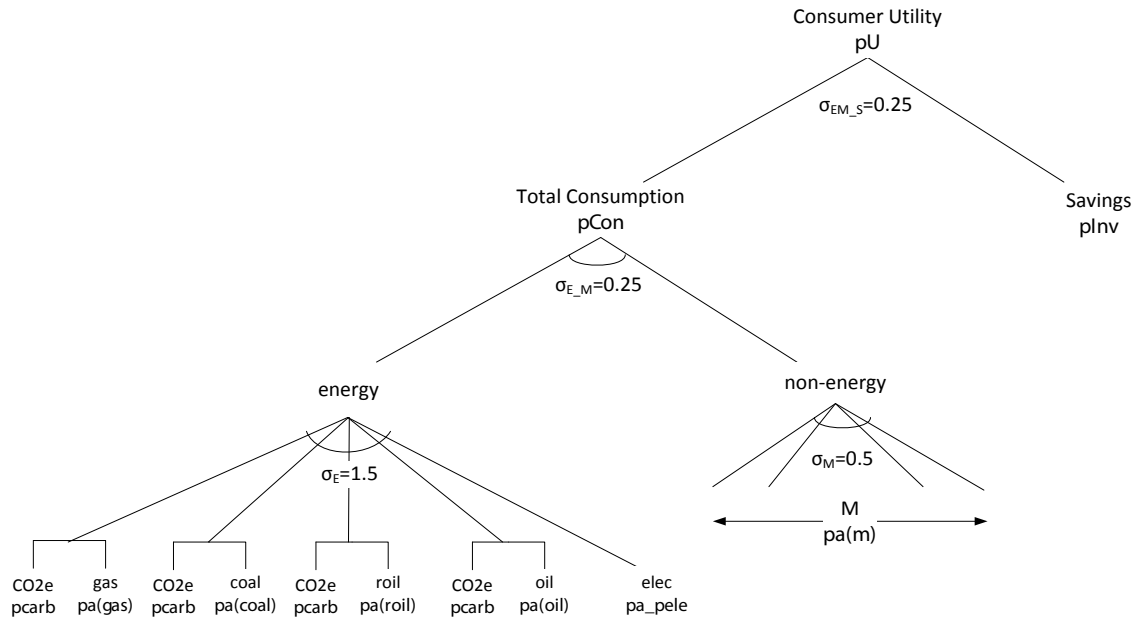 Consumer Utility
pU
σEM_S=0.25
Total Consumption
pCon
Savings
pInv
σE_M=0.25
energy
non-energy
σE=1.5
σM=0.5
M
pa(m)
CO2e gas CO2e coal CO2e roil CO2e oil elec
pcarb pa(gas) pcarb pa(coal) pcarb pa(roil) pcarb pa(oil) pa_pele